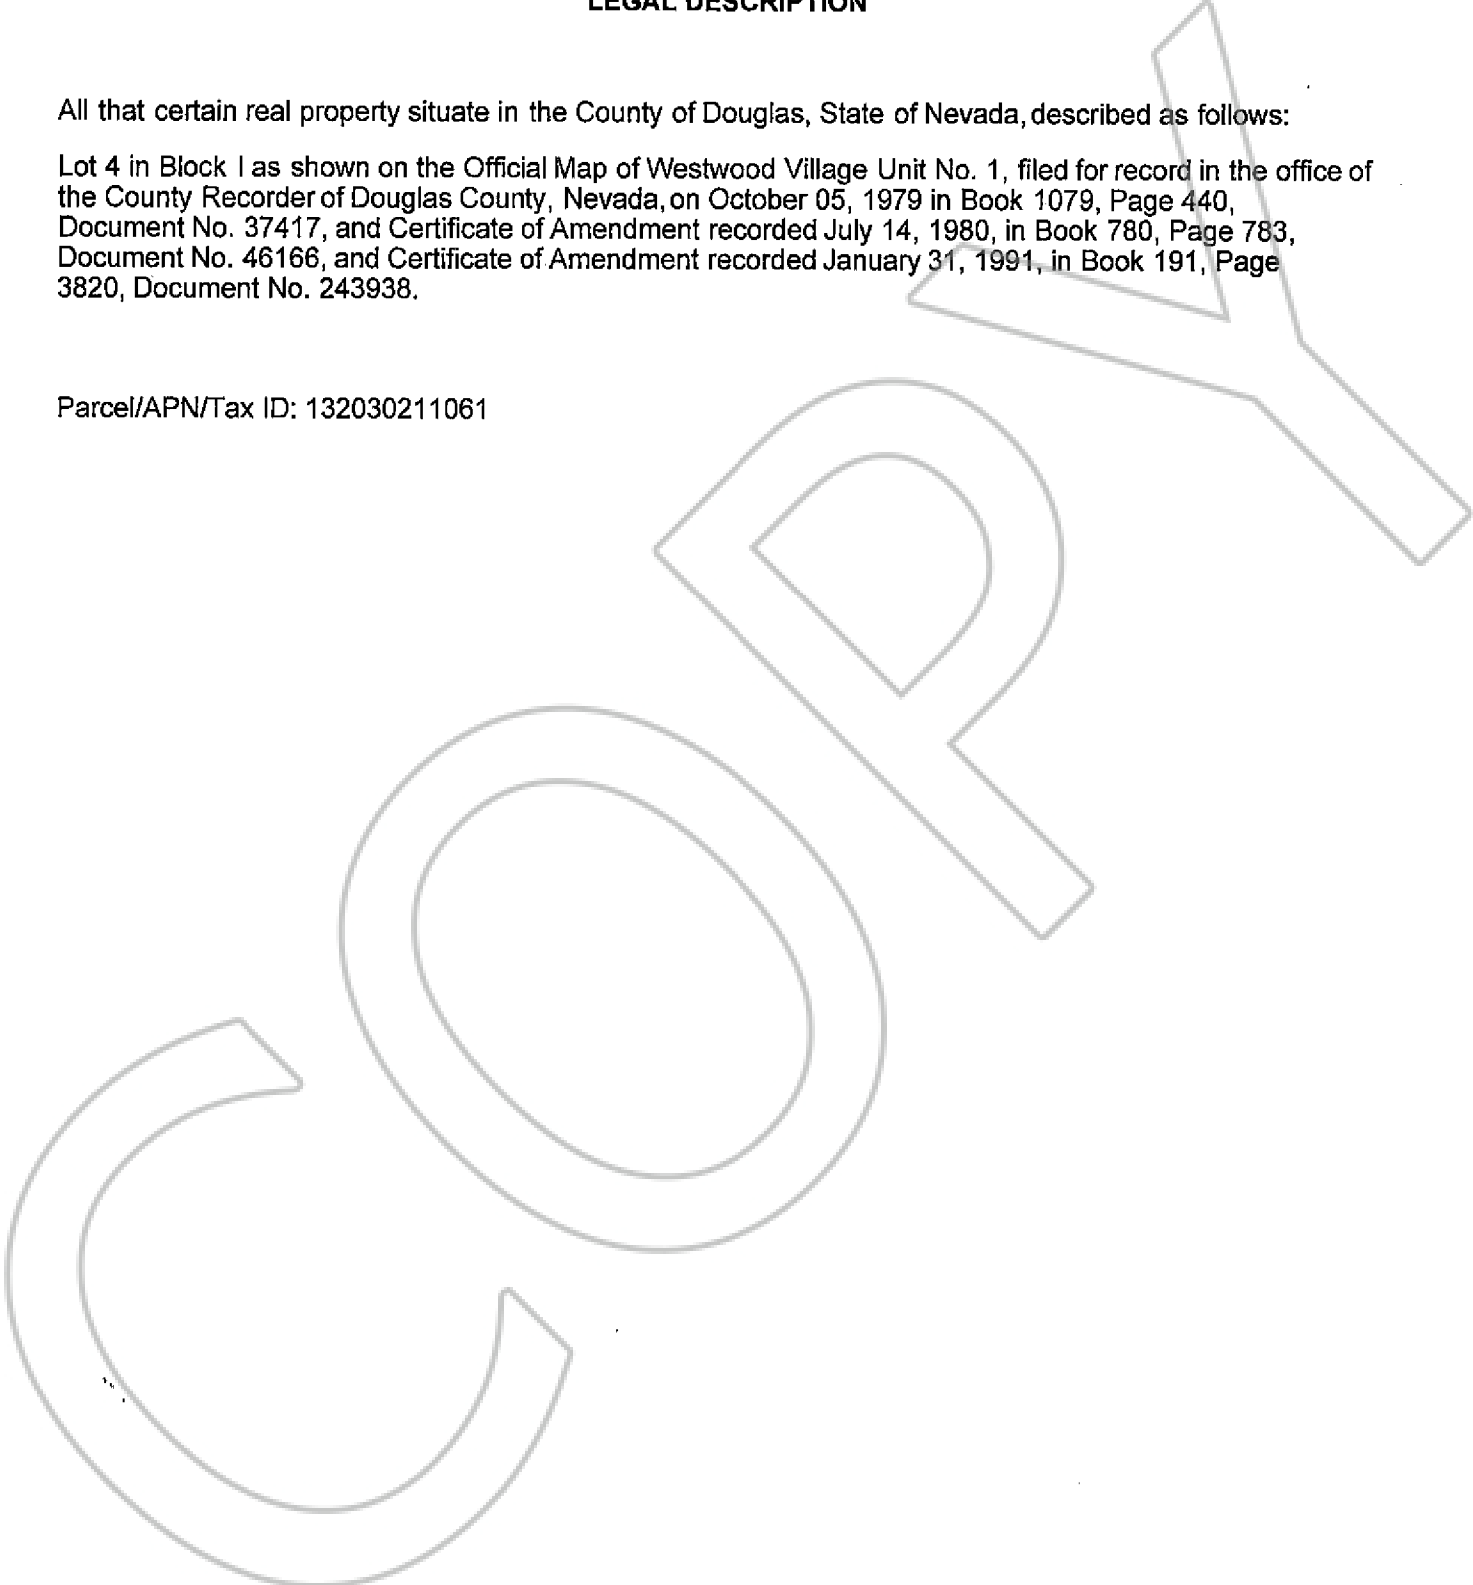 LEGAL DESCRIPTION
All that certain real property situate in the County of Douglas, State of Nevada, described as follows:
Lot 4 in Block I as shown on the Official Map of Westwood Village Unit No. 1, filed for record in the office of
the County Recorder of Douglas County, Nevada, on October 05, 1979 in Book 1079, Page 440,
Document No. 37417, and Certificate of Amendment recorded July 14, 1980, in Book 780, Page 783,
Document No. 46166, and Certificate of Amendment recorded January 31, 1991, in Book 191, Page
3820, Document No. 243938.
Parcel/APN/Tax ID: 132030211061
COPY